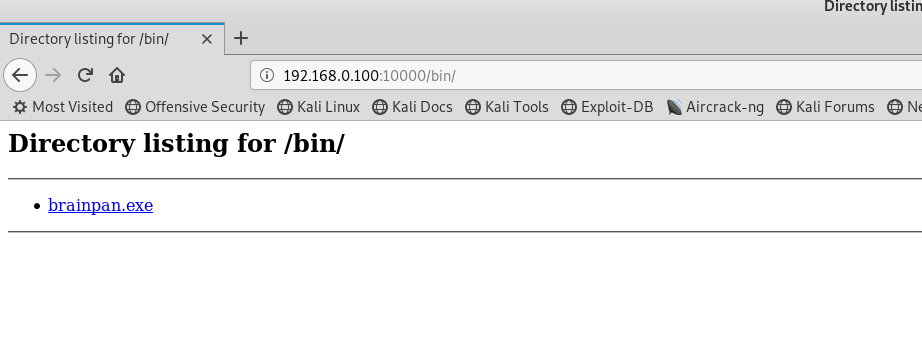 Directory listin
Directory listing for /bin/
192.168.0.100:10000/bin/
Most Visited Offensive Security Kali Linux Kali Docs Kali Tools Exploit-DB Aircrack-ng Kali Forums Ne
Directory listing for /bin/
brainpan.exe